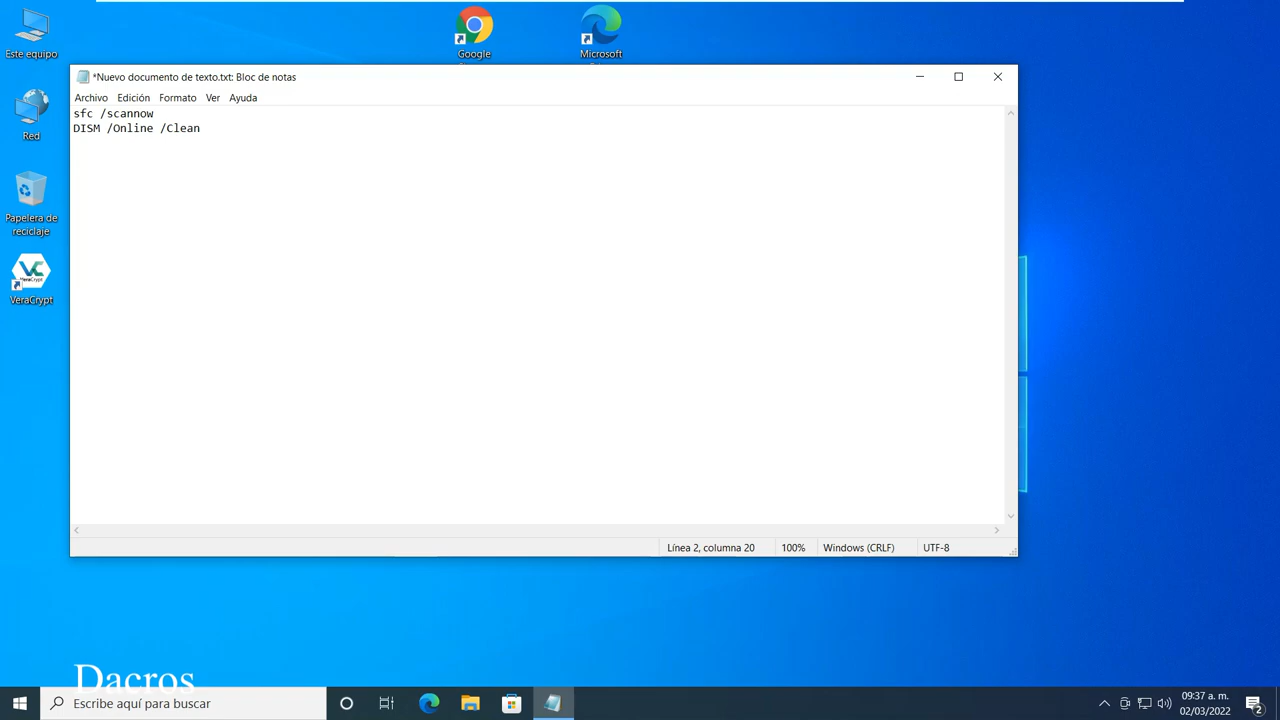 Este equipo
Google
Microsoft
*Nuevo documento de texto.txt: Bloc de notas
Archivo Edición Formato Ver Ayuda
sfc /scannow
DISM /Online /Clean
Red
Papelera de
reciclaje
VeraCrypt
VeraCrypt
Línea 2, columna 20 100% Windows (CRLF) UTF-8
Dacros
Escribe aquí para buscar
09:37 a. m.
02/03/2022
2